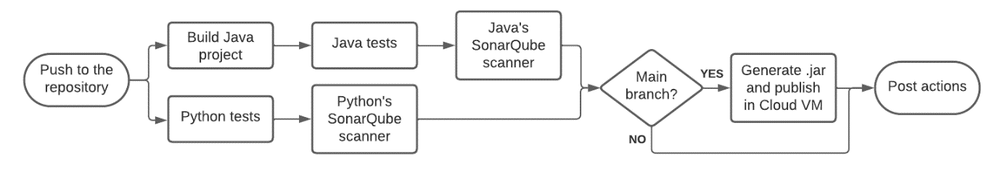 Push to the
repository
Build Java
project
Java tests
Java's
SonarQube
scanner
Python tests
Python's
SonarQube
scanner
Main
branch?
YES
NO
Generate .jar
and publish
in Cloud VM
Post actions